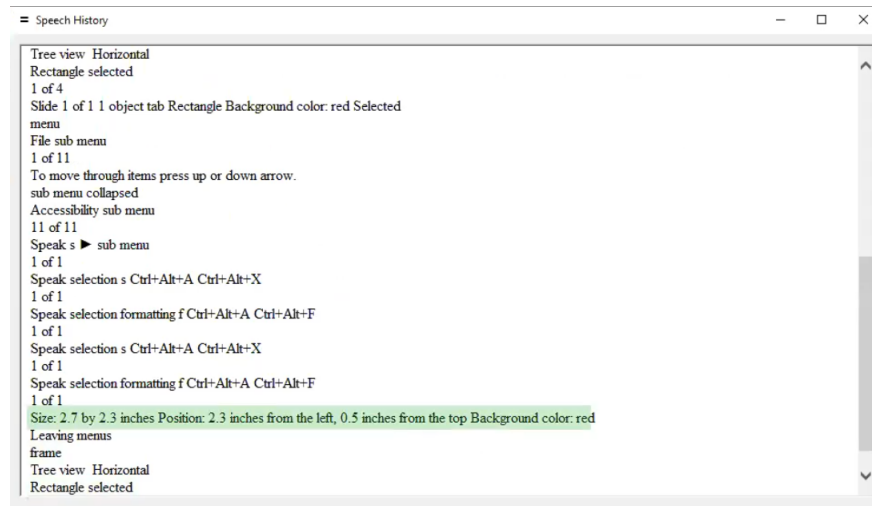 Speech History
Tree view Horizontal
Rectangle selected
1 of 4
Slide 1 of 1 1 object tab Rectangle Background color: red Selected
menu
File sub menu
1 of 11
To move through items press up or down arrow.
sub menu collapsed
Accessibility sub menu
11 of 11
Speak s ► sub menu
1 of 1
Speak selection s Ctrl+Alt+A Ctrl+Alt+X
1 of 1
Speak selection formatting f Ctrl+Alt+A Ctrl+Alt+F
1 of 1
Speak selection s Ctrl+Alt+A Ctrl+Alt+X
1 of 1
Speak selection formatting f Ctrl+Alt+A Ctrl+Alt+F
1 of 1
Size: 2.7 by 2.3 inches Position: 2.3 inches from the left, 0.5 inches from the top Background color: red
Leaving menus
frame
Tree view Horizontal
Rectangle selected